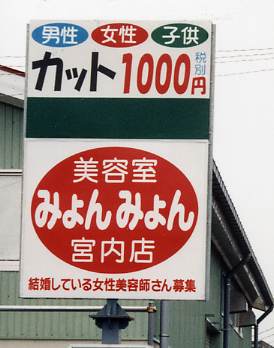 男性 女性 子供
カット 1000円 税別
美容室
みょんみょん
宮内店
結婚している女性美容師さん募集